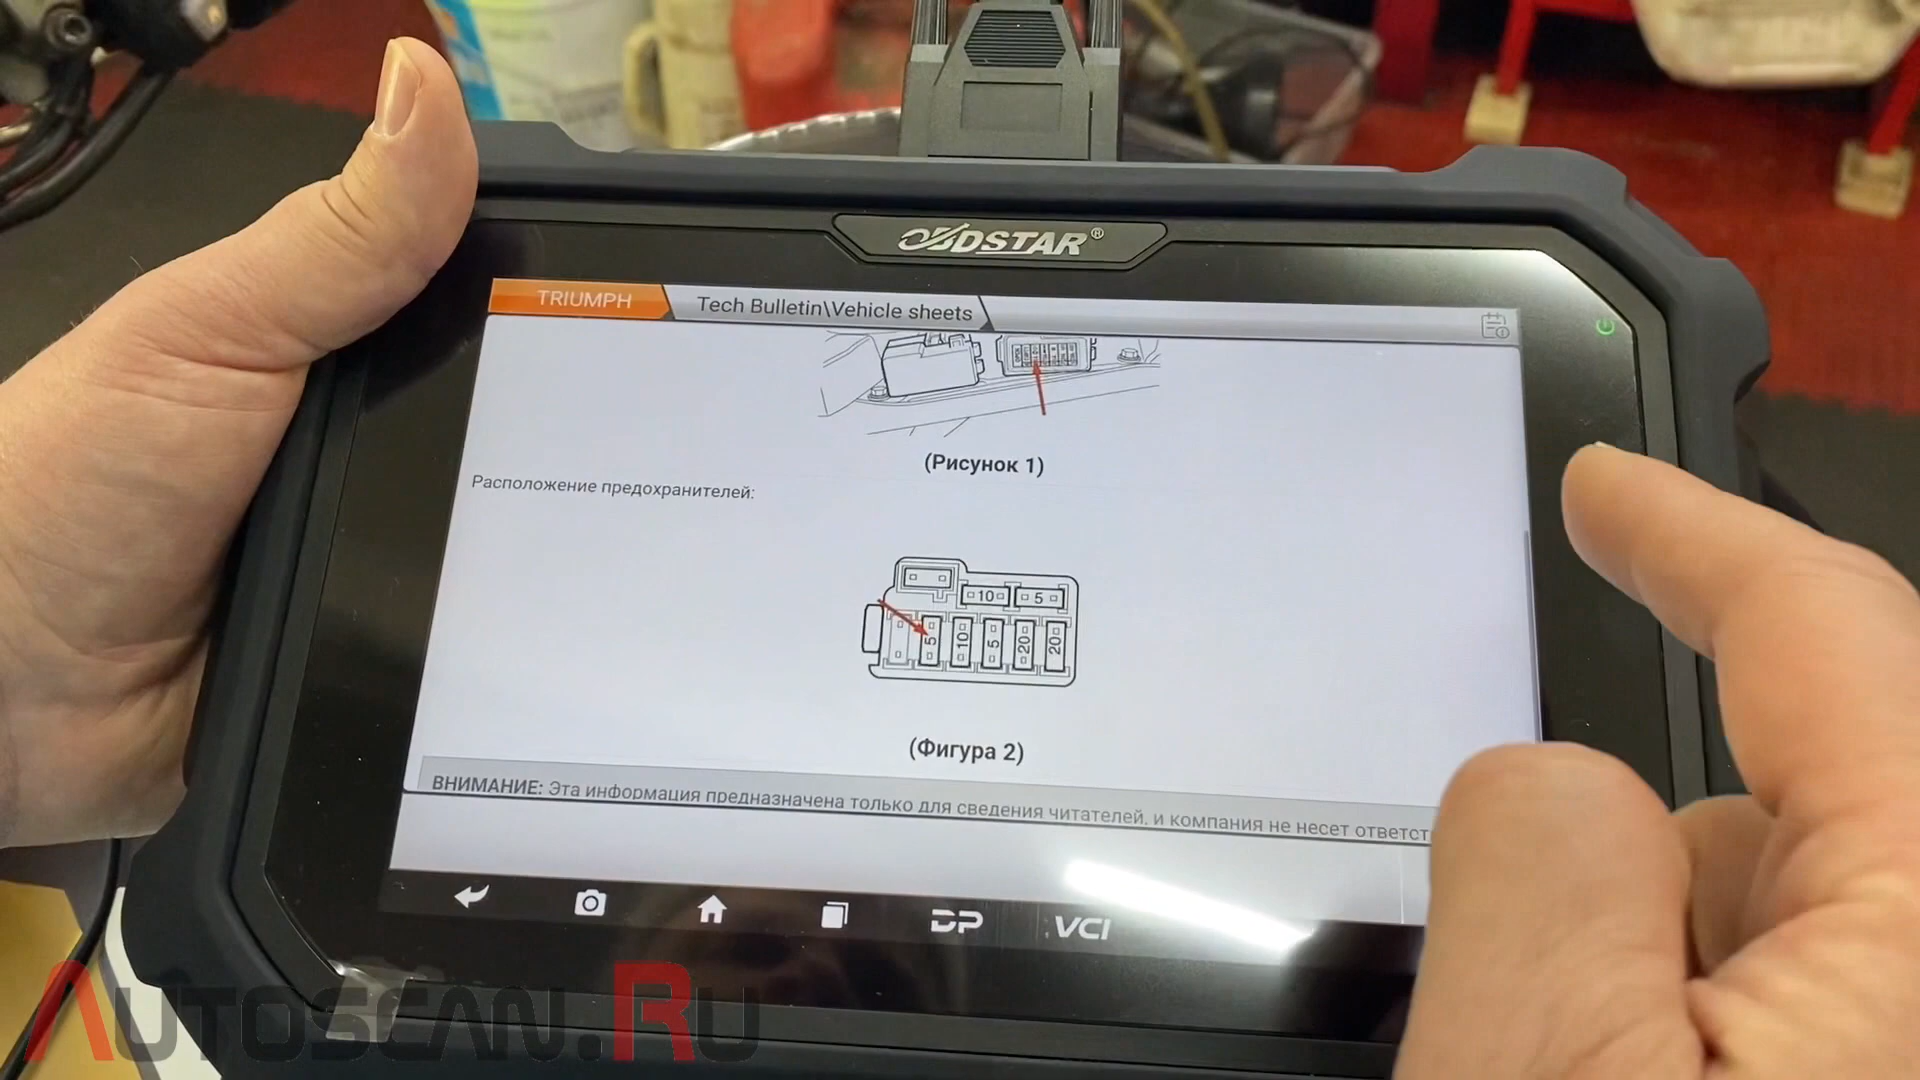 OBDSTAR®
TRIUMPH
Tech Bulletin\Vehicle sheets
(Рисунок 1)
Расположение предохранителей:
10 5
5 10 5 20 20
(Фигура 2)
ВНИМАНИЕ: Эта информация предназначена только для сведения читателей, и компания не несет ответст
DP VCI
AUTOSCAN.RU